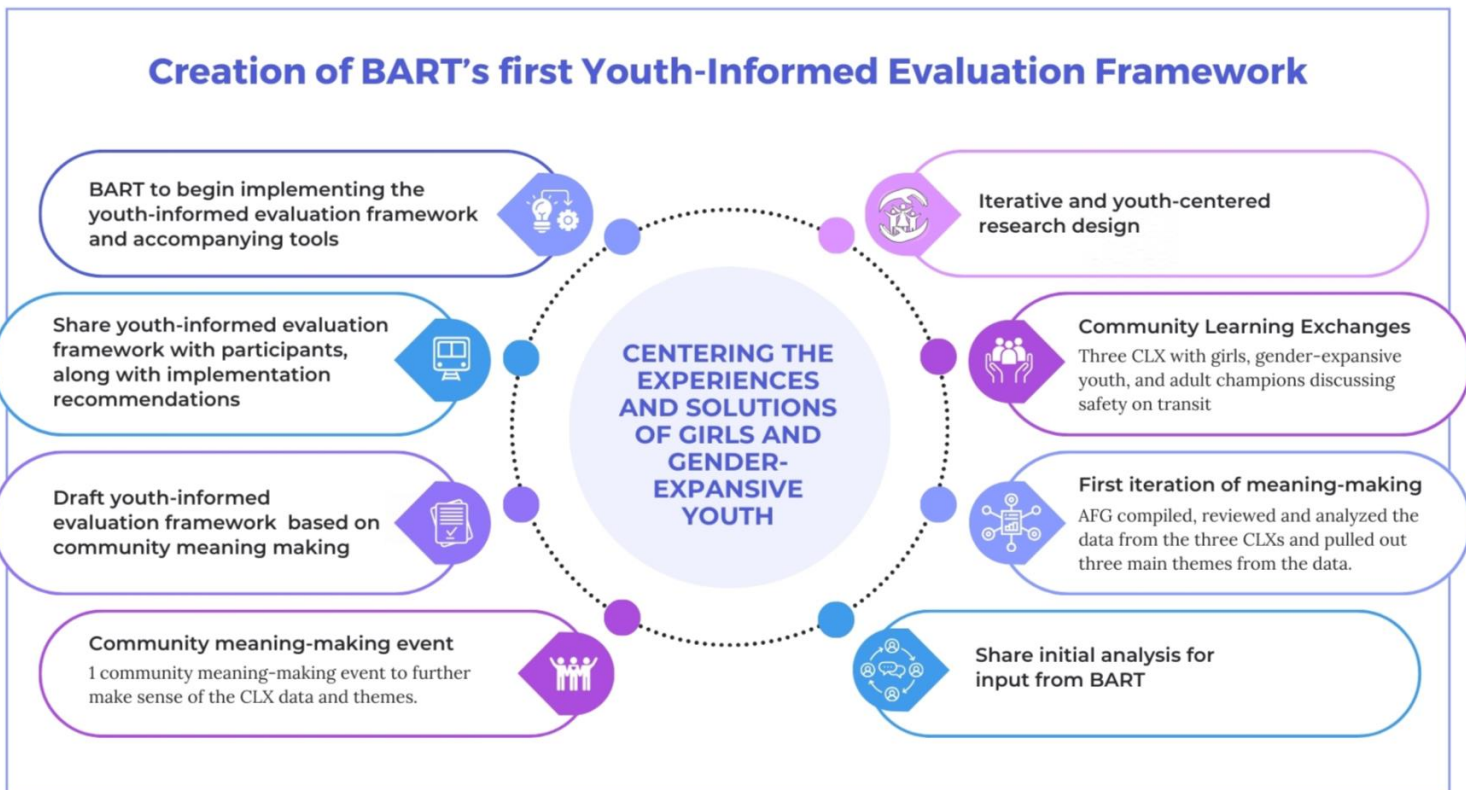 Creation of BART's first Youth-Informed Evaluation Framework
Iterative and youth-centered
research design
Community Learning Exchanges
Three CLX with girls, gender-expansive
youth, and adult champions discussing
safety on transit
First iteration of meaning-making
AFG compiled, reviewed and analyzed the
data from the three CLXs and pulled out
three main themes from the data.
Share initial analysis for
input from BART
Community meaning-making event
1 community meaning-making event to further
make sense of the CLX data and themes.
Draft youth-informed
evaluation framework based on
community meaning making
Share youth-informed evaluation
framework with participants,
along with implementation
recommendations
BART to begin implementing the
youth-informed evaluation framework
and accompanying tools
CENTERING THE
EXPERIENCES
AND SOLUTIONS
OF GIRLS AND
GENDER-
EXPANSIVE
YOUTH